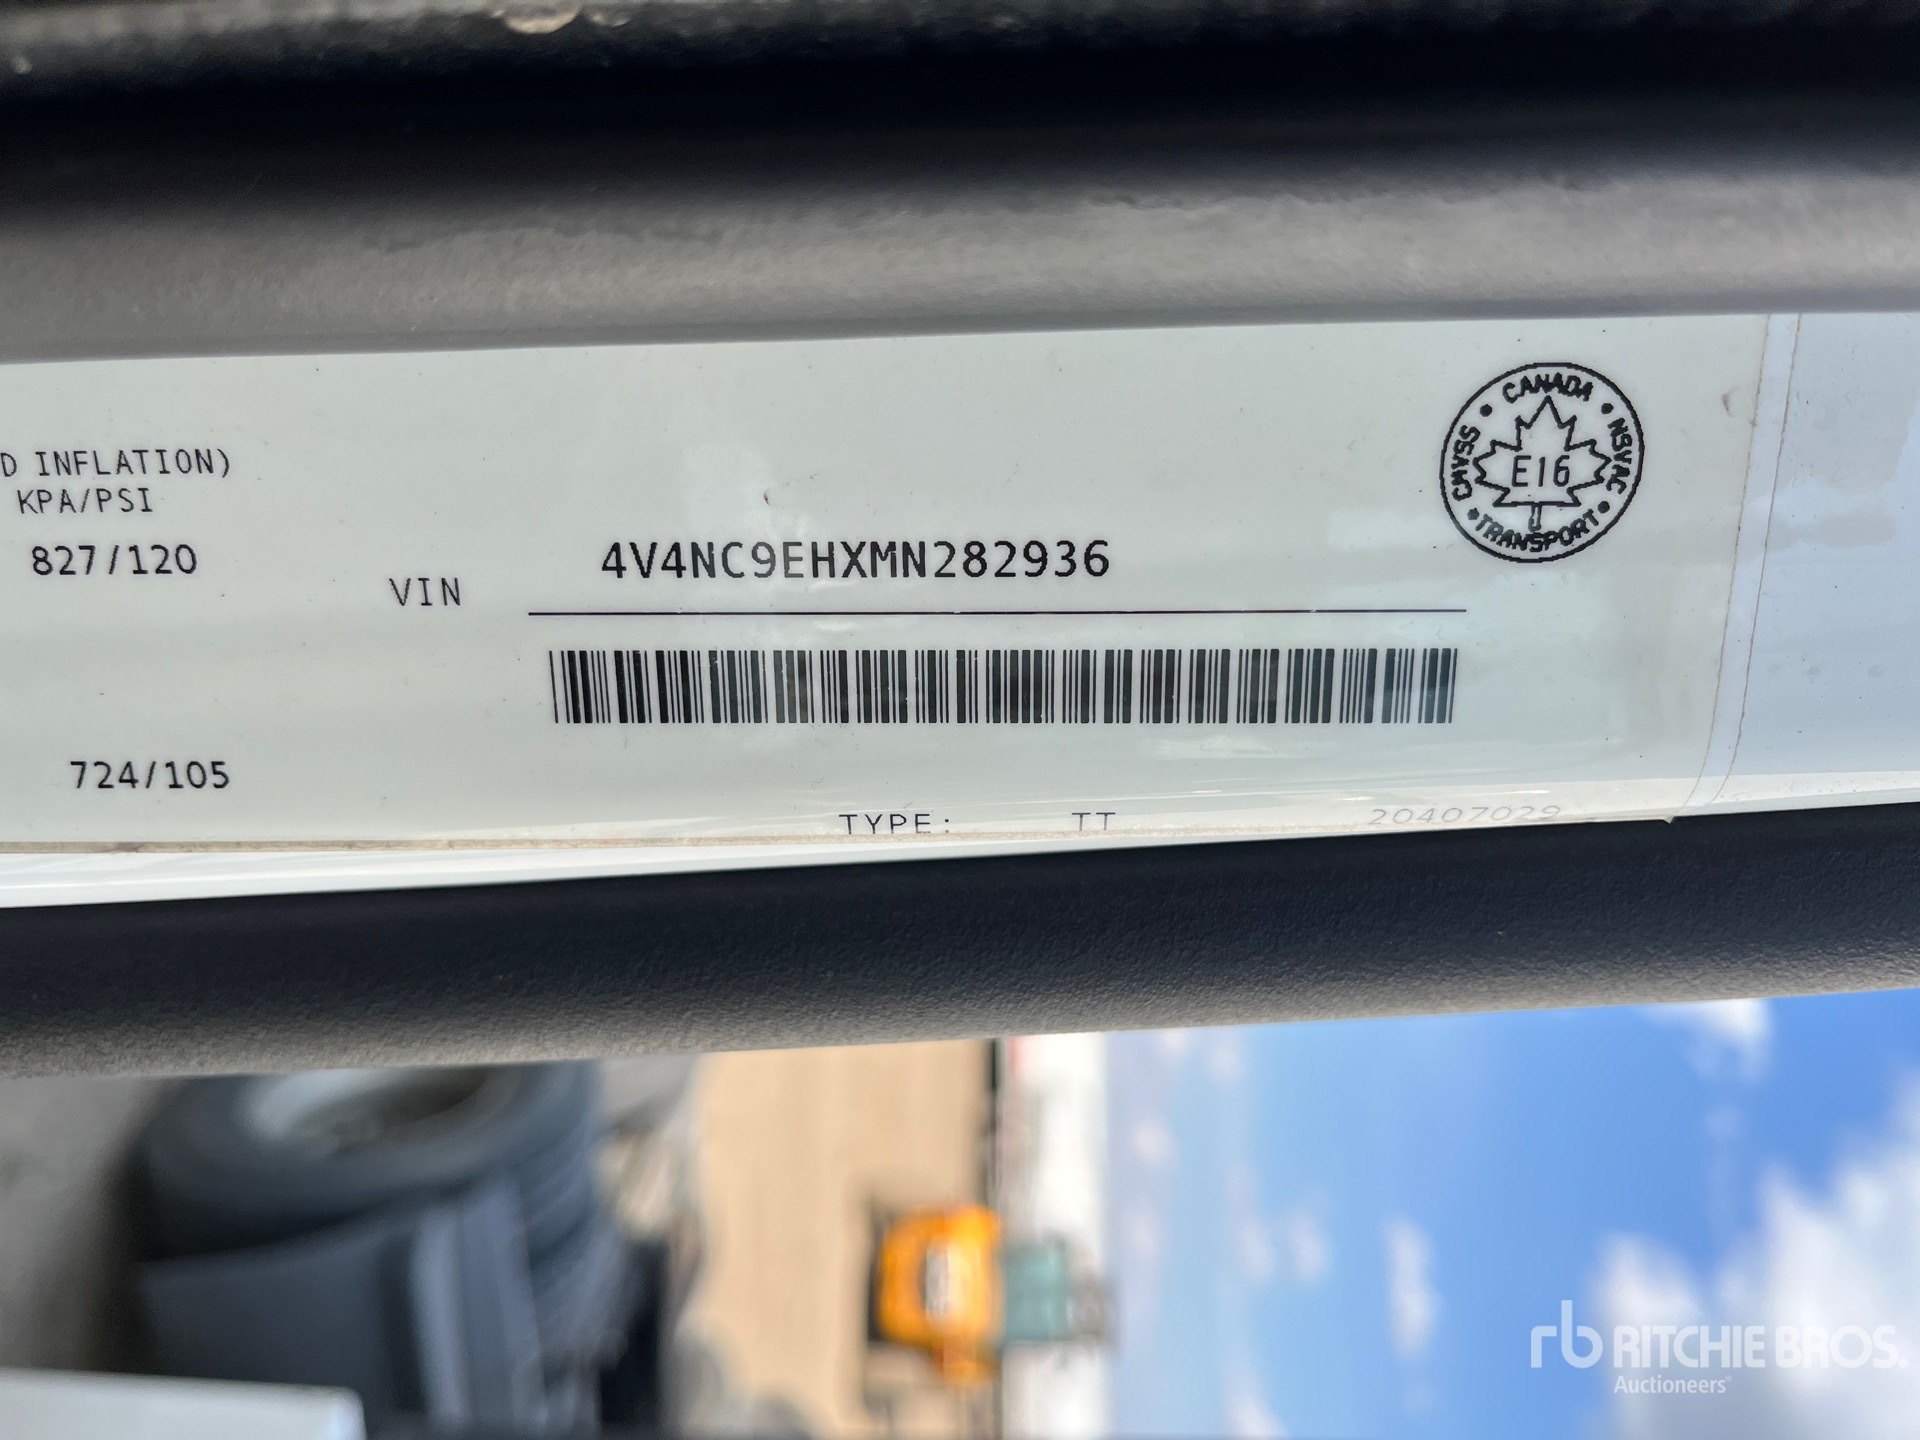 D INFLATION)
KPA/PSI
827/120
724/105
VIN
4V4NC9EHXMN282936
TYPE: TT
20407029
CANADA
CMVSS
NSVAC
E16
TRANSPORT
rb RITCHIE BROS.
Auctioneers